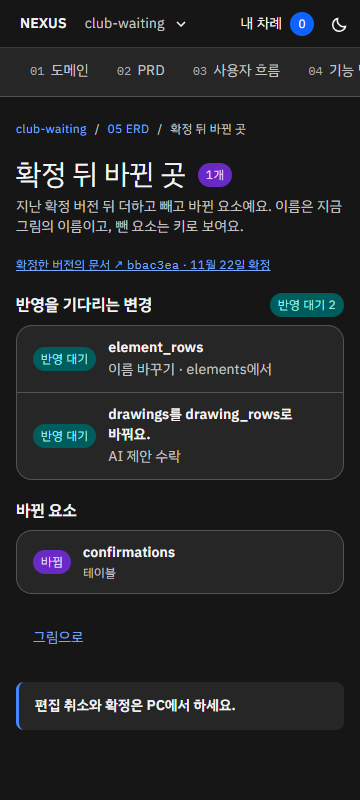 NEXUS club-waiting 내 차례 0
01 도메인 02 PRD 03 사용자 흐름 04 기능
club-waiting / 05 ERD / 확정 뒤 바뀐 곳
확정 뒤 바뀐 곳 1개
지난 확정 버전 뒤 더하고 빼고 바뀐 요소예요. 이름은 지금
그림의 이름이고, 뺀 요소는 키로 보여요.
확정한 버전의 문서 ↗ bbac3ea · 11월 22일 확정
반영을 기다리는 변경 반영 대기 2
반영 대기 element_rows
이름 바꾸기 · elements에서
반영 대기 drawings를 drawing_rows로
바꿔요.
AI 제안 수락
바뀐 요소
바뀜 confirmations
테이블
그림으로
편집 취소와 확정은 PC에서 하세요.